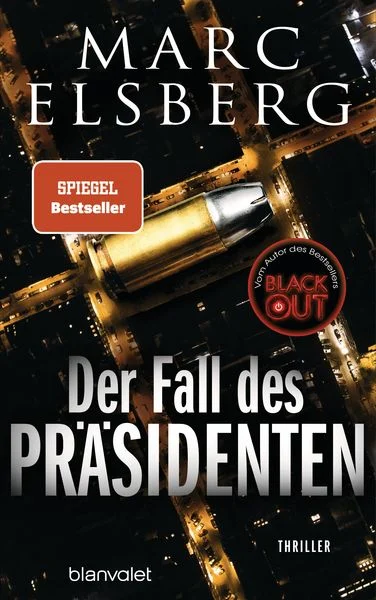 MARC
ELSBERG
SPIEGEL
Bestseller
Vom Autor des Bestsellers
BLACK
OUT
Der Fall des
PRÄSIDENTEN
THRILLER
blanvalet